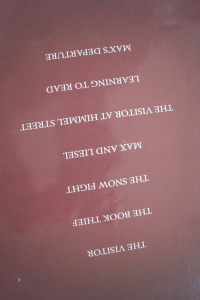 THE VISITOR
THE BOOK THIEF
THE SNOW FIGHT
MAX AND LIESEL
THE VISITOR AT HIMMEL STREET
LEARNING TO READ
MAX'S DEPARTURE